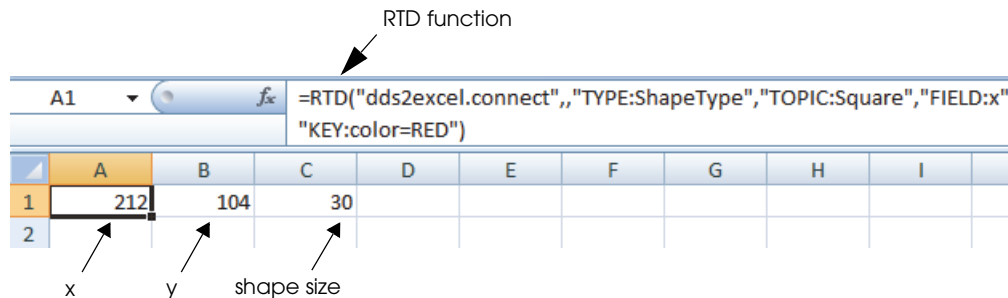 RTD function
A1 fx =RTD("dds2excel.connect",,"TYPE:ShapeType","TOPIC:Square","FIELD:x"
"KEY:color=RED")
A B C D E F G H I
1 212 104 30
2
x y shape size